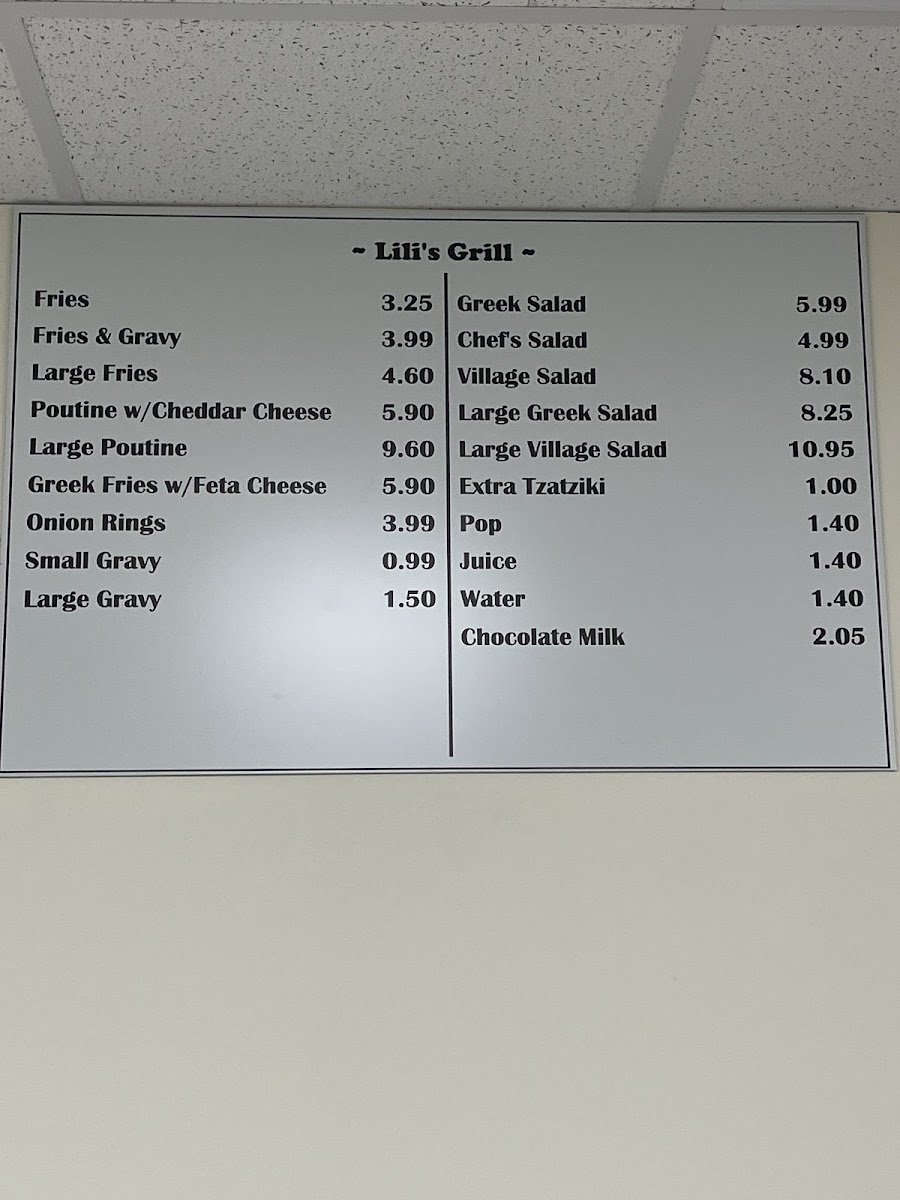 ~ Lili's Grill ~
Fries 3.25
Fries & Gravy 3.99
Large Fries 4.60
Poutine w/Cheddar Cheese 5.90
Large Poutine 9.60
Greek Fries w/Feta Cheese 5.90
Onion Rings 3.99
Small Gravy 0.99
Large Gravy 1.50
Greek Salad 5.99
Chef's Salad 4.99
Village Salad 8.10
Large Greek Salad 8.25
Large Village Salad 10.95
Extra Tzatziki 1.00
Pop 1.40
Juice 1.40
Water 1.40
Chocolate Milk 2.05